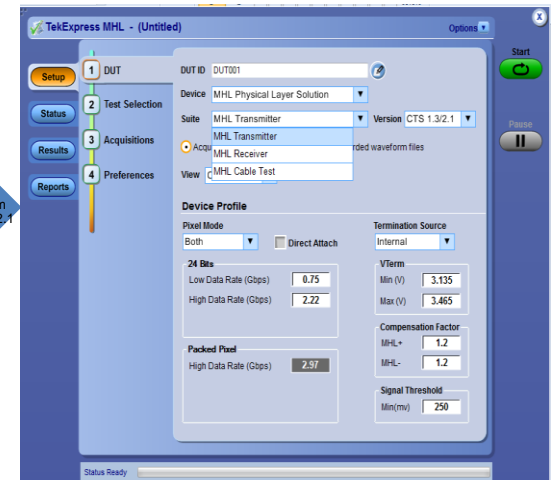 TekExpress MHL - (Untitled)
Options
X
Start
Setup
1 DUT
DUT ID DUT001
Device MHL Physical Layer Solution
Status
2 Test Selection
Suite MHL Transmitter Version CTS 1.3/2.1
Pause
MHL Transmitter
Results
3 Acquisitions
Acqu rded waveform files
MHL Receiver
4 Preferences
View
MHL Cable Test
Reports
2.1
Device Profile
Pixel Mode Termination Source
Both Direct Attach Internal
24 Bits VTerm
Low Data Rate (Gbps) 0.75 Min (V) 3.135
High Data Rate (Gbps) 2.22 Max (V) 3.465
Compensation Factor
MHL+ 1.2
Packed Pixel
High Data Rate (Gbps) 2.97 MHL- 1.2
Signal Threshold
Min(mv) 250
Status Ready